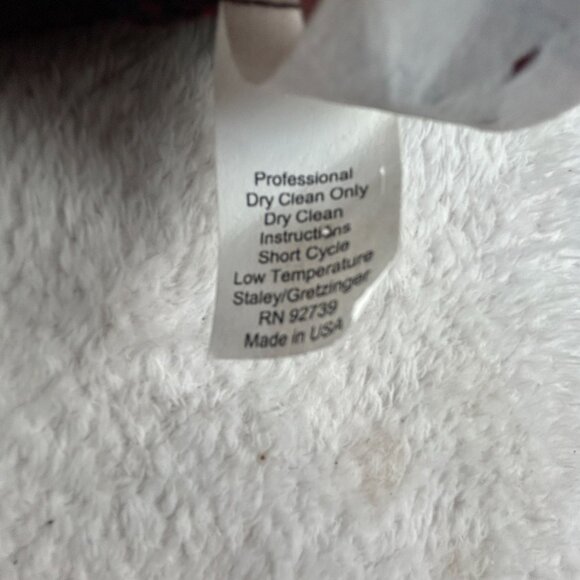 Professional
Dry Clean Only
Dry Clean
Instructions
Short Cycle
Low Temperature
Staley/Gretzinger
RN 92739
Made in USA